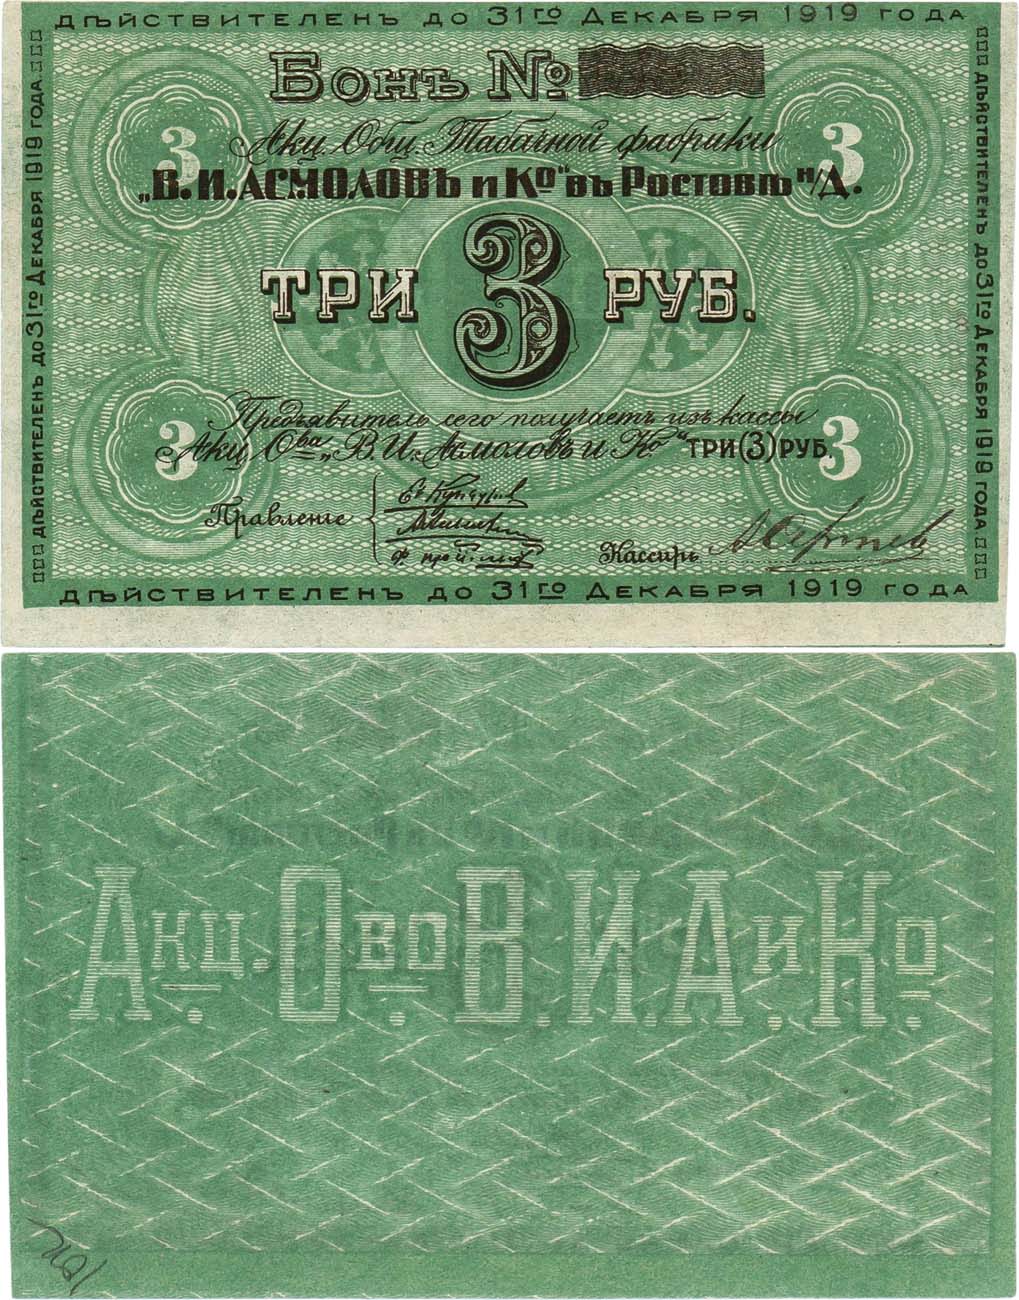 дѣйствителенъ до 31го Декабря 1919 года
дѣйствителенъ до 31го Декабря 1919 года.
дѣйствителенъ до 31го Декабря 1919 года.
Бонъ №
Акц. Общ. Табачной фабрики
„В. И. Асмоловъ и Ко“ въ Ростовѣ н/Д.
3 3
ТРИ 3 РУБ.
Предъявитель сего получаетъ изъ кассы
Акц. Ова „В. И. Асмоловъ и Ко“ ТРИ (3) РУБ.
3 3
Правленіе
Кассиръ
дѣйствителенъ до 31го Декабря 1919 года
Акц. Ово В. И. А. и Ко.